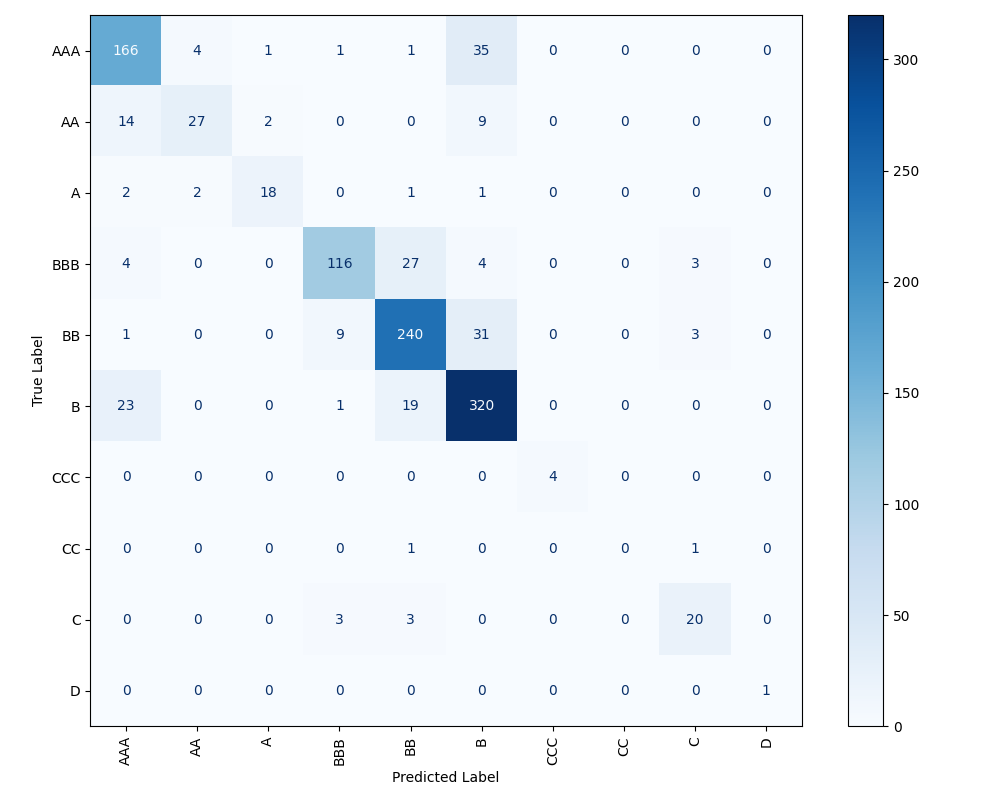 AAA 166 4 1 1 1 35 0 0 0 0
AA 14 27 2 0 0 9 0 0 0 0
A 2 2 18 0 1 1 0 0 0 0
BBB 4 0 0 116 27 4 0 0 3 0
BB 1 0 0 9 240 31 0 0 3 0
B 23 0 0 1 19 320 0 0 0 0
CCC 0 0 0 0 0 0 4 0 0 0
CC 0 0 0 0 1 0 0 0 1 0
C 0 0 0 3 3 0 0 0 20 0
D 0 0 0 0 0 0 0 0 0 1
AAA AA A BBB BB B CCC CC C D
Predicted Label
True Label
300
250
200
150
100
50
0